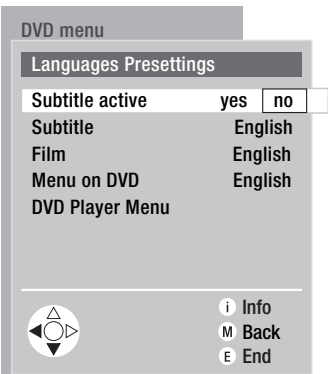 DVD menu
Languages Presettings
Subtitle active yes no
Subtitle English
Film English
Menu on DVD English
DVD Player Menu
i Info
M Back
E End